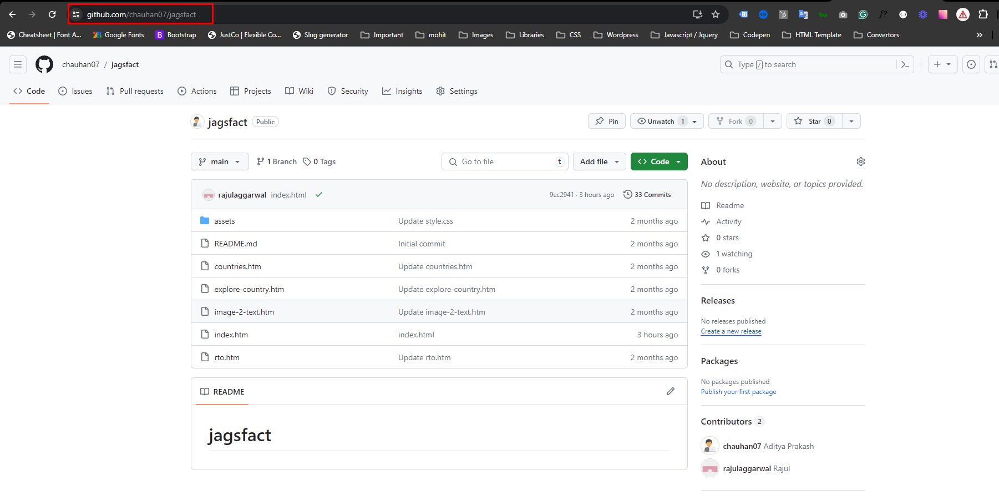 github.com/chauhan07/jagsfact
Cheatsheet | Font A... Google Fonts B Bootstrap JustCo | Flexible Co... Slug generator Important mohit Images Libraries CSS Wordpress Javascript / Jquery Codepen HTML Template Convertors »
chauhan07 / jagsfact Type / to search
Code Issues Pull requests Actions Projects Wiki Security Insights Settings
jagsfact Public Pin Unwatch 1 Fork 0 Star 0
main 1 Branch 0 Tags Go to file t Add file Code
rajulaggarwal index.html 9ec2941 · 3 hours ago 33 Commits
assets Update style.css 2 months ago
README.md Initial commit 2 months ago
countries.htm Update countries.htm 2 months ago
explore-country.htm Update explore-country.htm 2 months ago
image-2-text.htm Update image-2-text.htm 2 months ago
index.htm index.html 3 hours ago
rto.htm Update rto.htm 2 months ago
README
jagsfact
About
No description, website, or topics provided.
Readme
Activity
0 stars
1 watching
0 forks
Releases
No releases published
Create a new release
Packages
No packages published
Publish your first package
Contributors 2
chauhan07 Aditya Prakash
rajulaggarwal Rajul